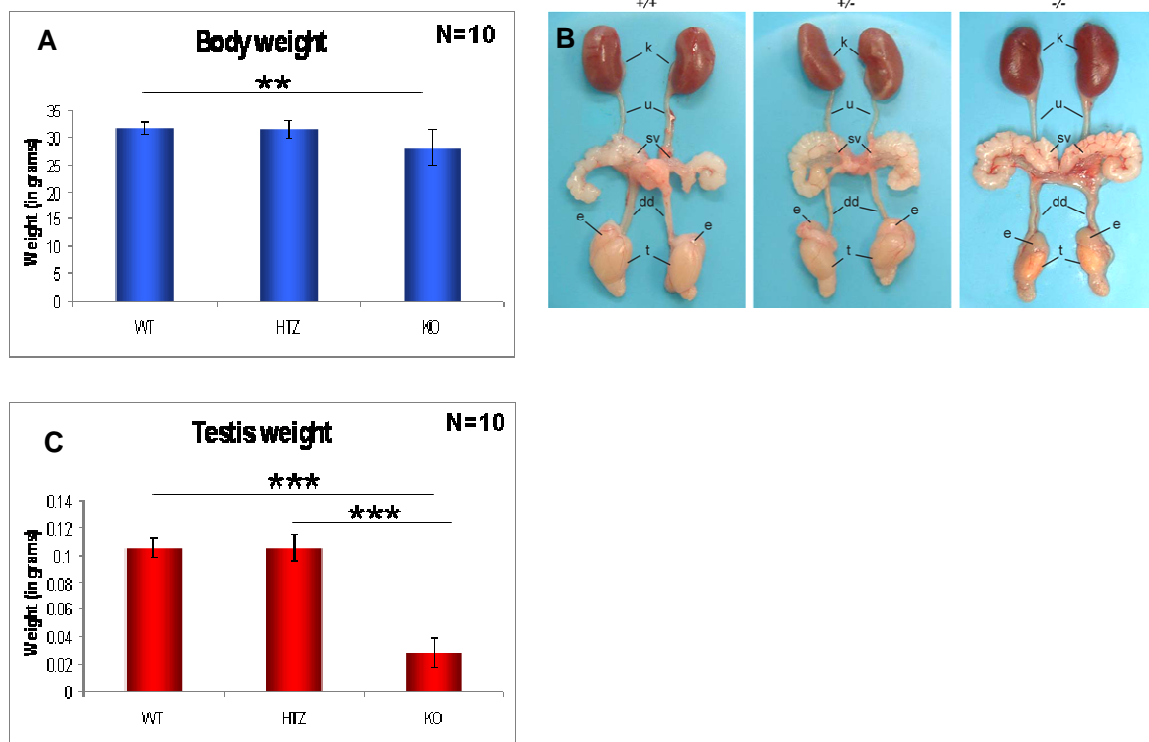 A
Body weight
N=10
**
Weight (in grams)
35
30
25
20
15
10
5
0
WT HTZ KO
B
+/+ +/- -/-
k k k
u u u
sv sv sv
dd dd dd
e e e e e e
t t t
C
Testis weight
N=10
***
***
Weight (in grams)
0.14
0.12
0.1
0.08
0.06
0.04
0.02
0
WT HTZ KO